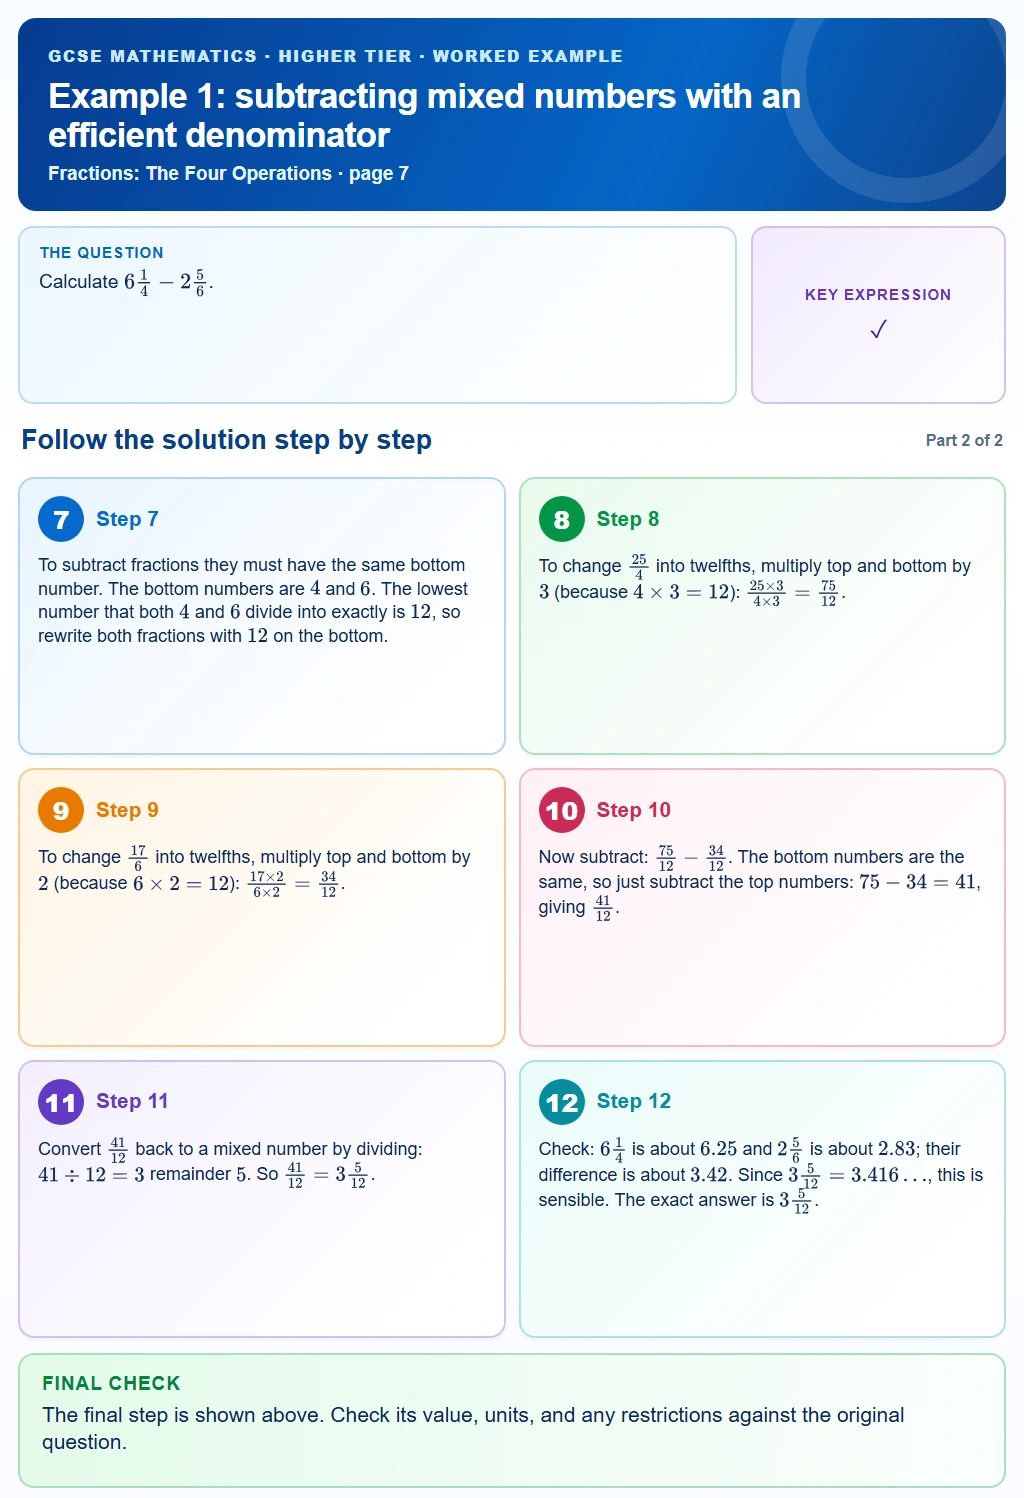 GCSE MATHEMATICS · HIGHER TIER · WORKED EXAMPLE
Example 1: subtracting mixed numbers with an
efficient denominator
Fractions: The Four Operations · page 7
THE QUESTION
Calculate 6 1/4 − 2 5/6.
KEY EXPRESSION
✓
Follow the solution step by step
Part 2 of 2
7 Step 7
To subtract fractions they must have the same bottom
number. The bottom numbers are 4 and 6. The lowest
number that both 4 and 6 divide into exactly is 12, so
rewrite both fractions with 12 on the bottom.
8 Step 8
To change 25/4 into twelfths, multiply top and bottom by
3 (because 4 × 3 = 12): 25×3/4×3 = 75/12.
9 Step 9
To change 17/6 into twelfths, multiply top and bottom by
2 (because 6 × 2 = 12): 17×2/6×2 = 34/12.
10 Step 10
Now subtract: 75/12 − 34/12. The bottom numbers are the
same, so just subtract the top numbers: 75 − 34 = 41,
giving 41/12.
11 Step 11
Convert 41/12 back to a mixed number by dividing:
41 ÷ 12 = 3 remainder 5. So 41/12 = 3 5/12.
12 Step 12
Check: 6 1/4 is about 6.25 and 2 5/6 is about 2.83; their
difference is about 3.42. Since 3 5/12 = 3.416…, this is
sensible. The exact answer is 3 5/12.
FINAL CHECK
The final step is shown above. Check its value, units, and any restrictions against the original
question.